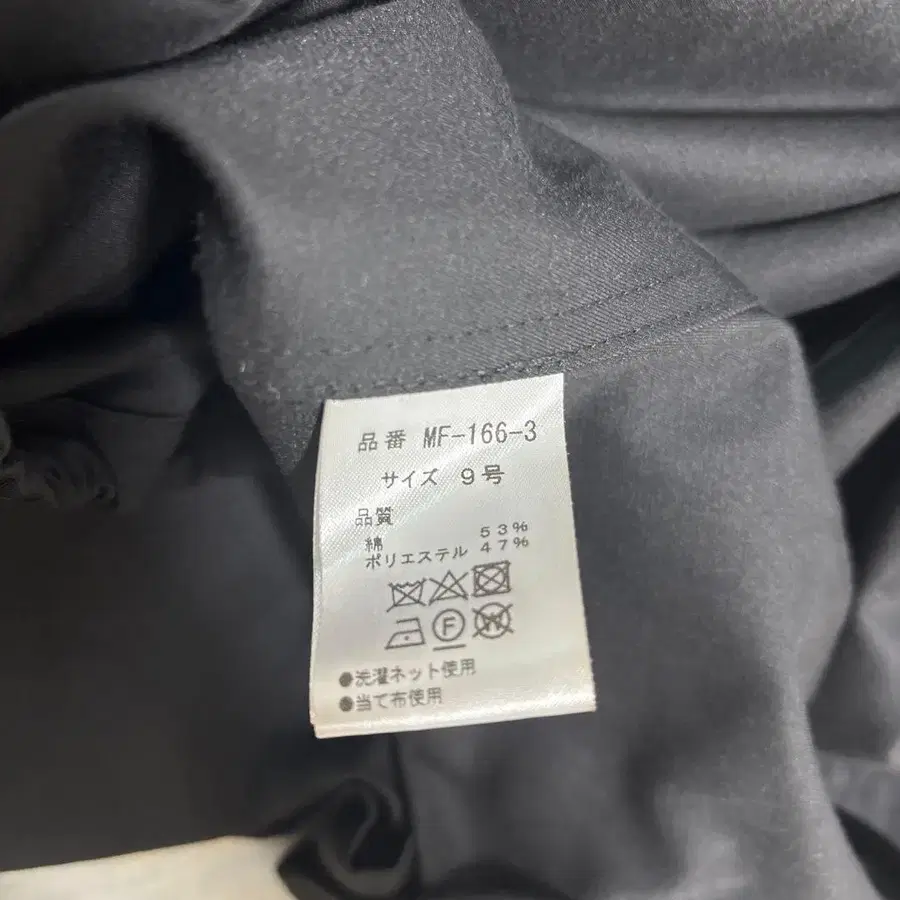 品番 MF-166-3
サイズ 9号
品質
綿 53%
ポリエステル 47%
F W
●洗濯ネット使用
●当て布使用